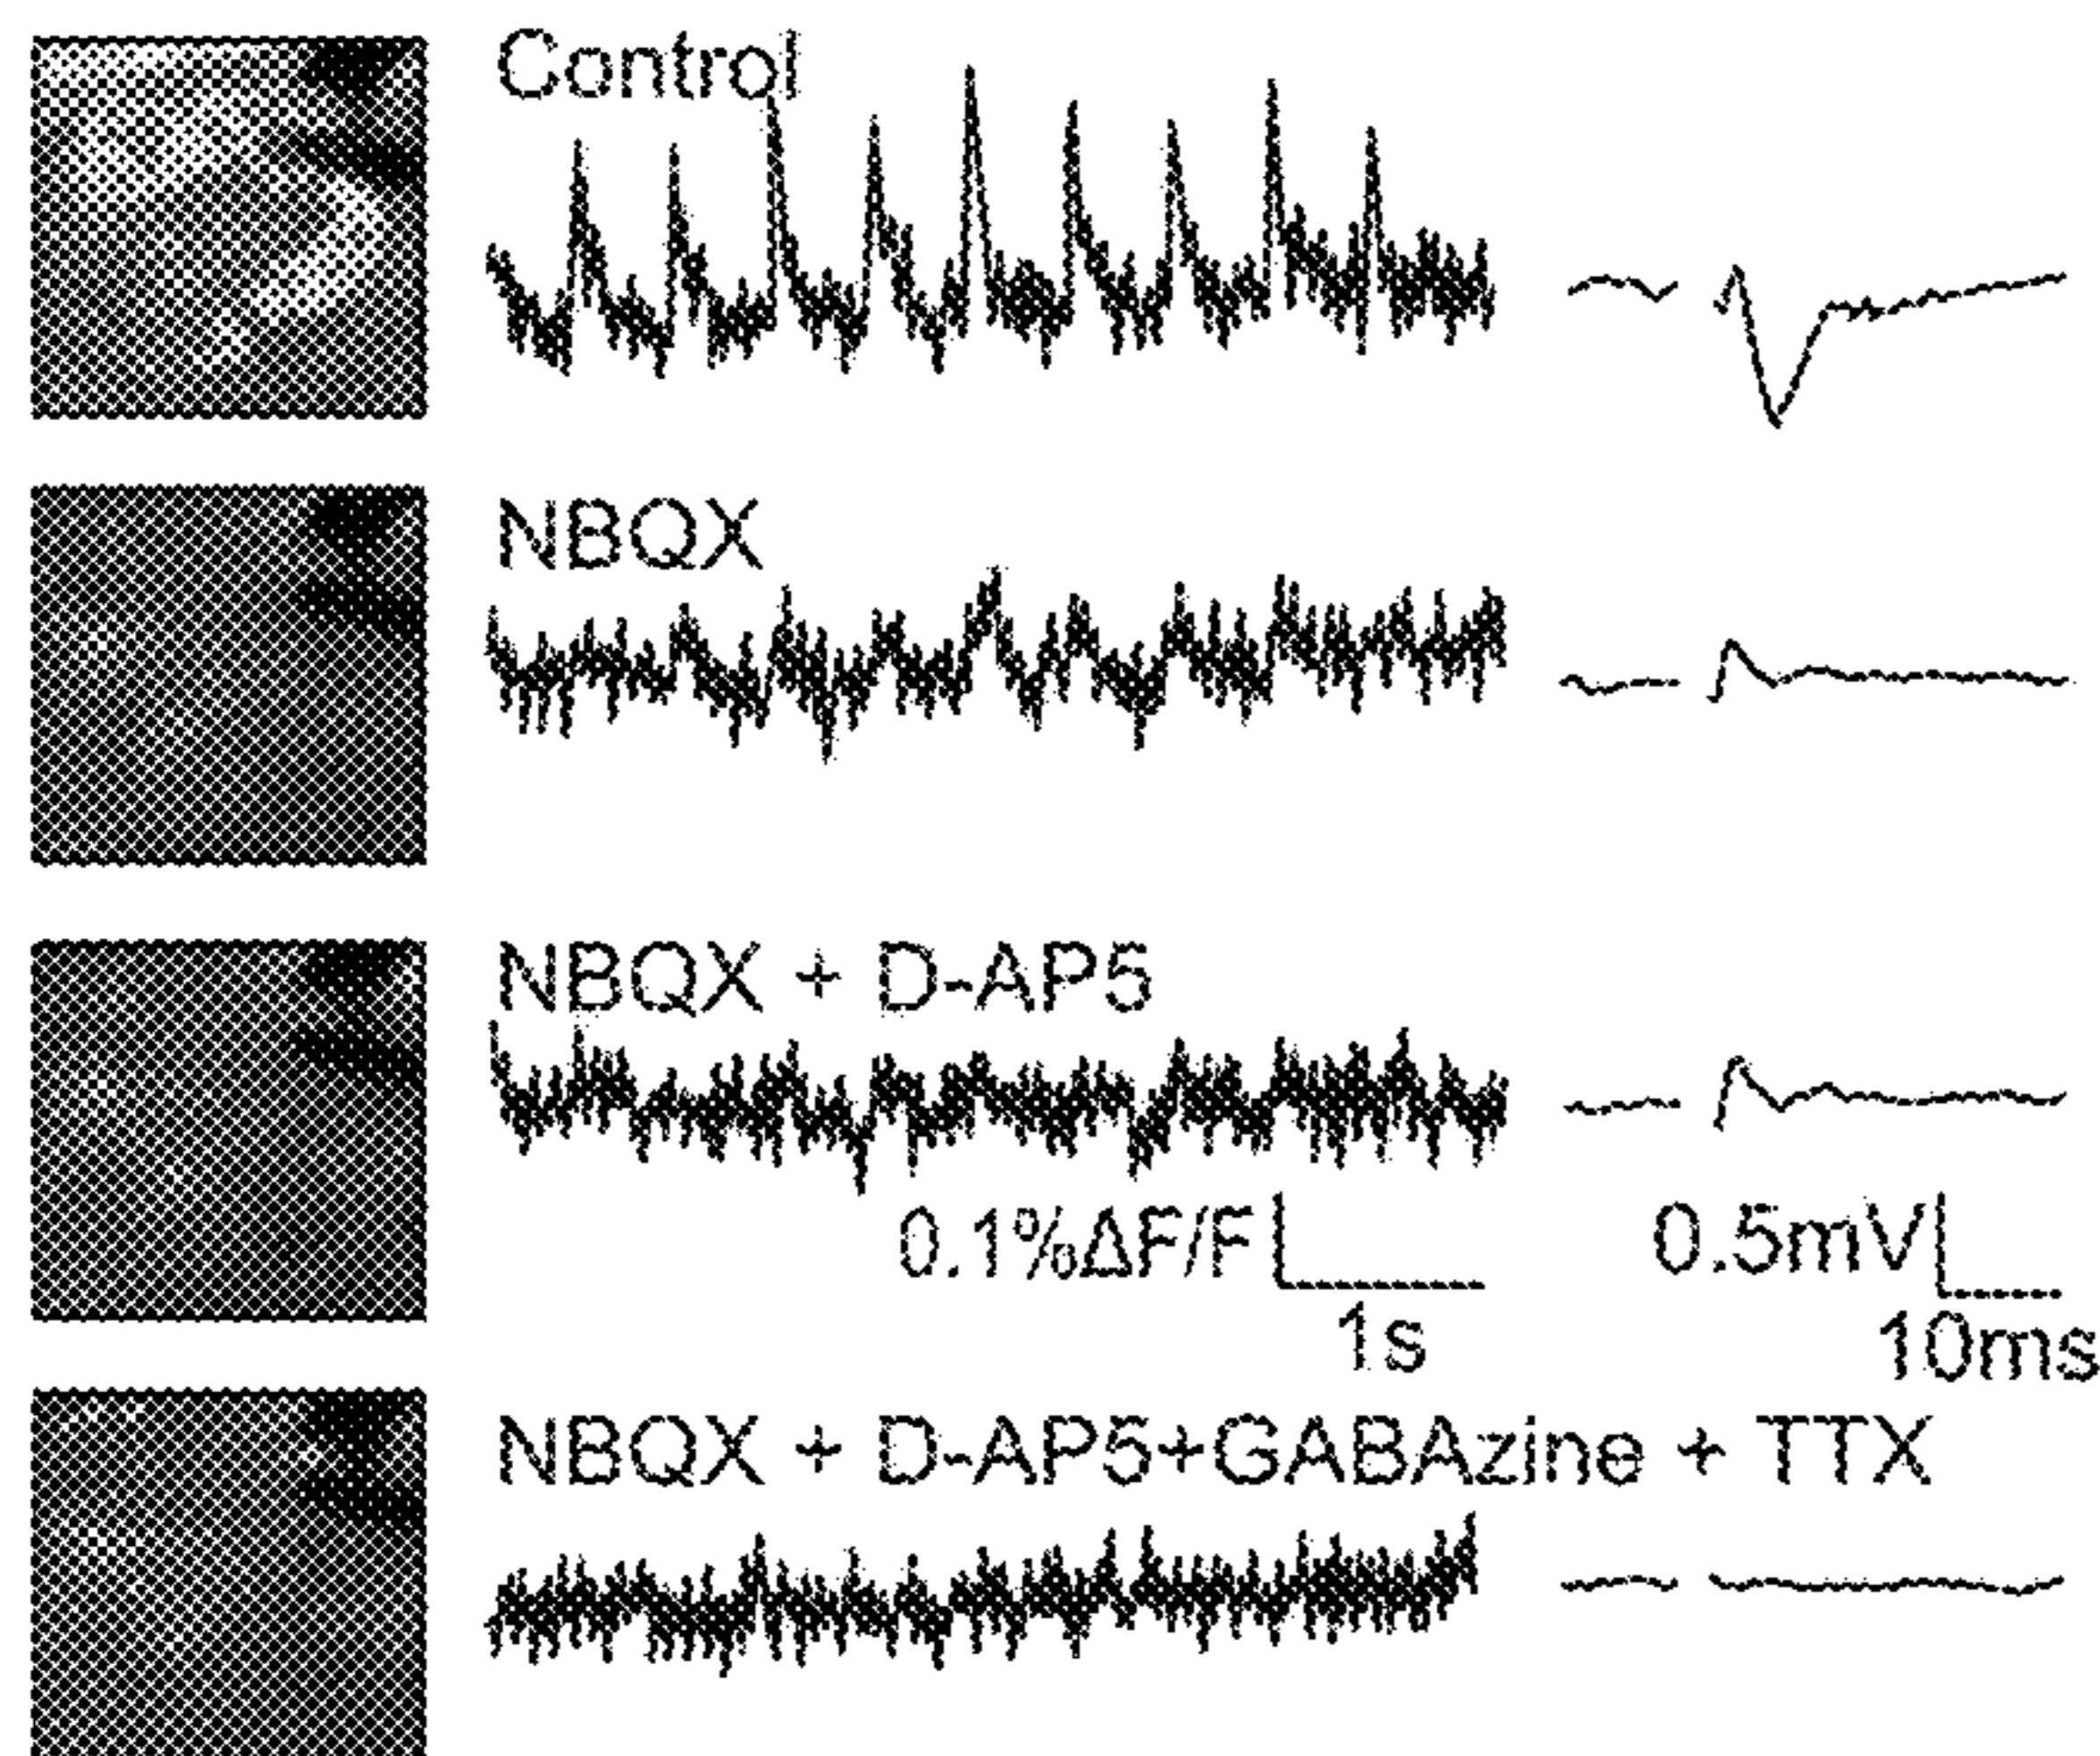 Control
NBQX
NBQX + D-AP5
0.1%ΔF/F
1s
0.5mV
10ms
NBQX + D-AP5+GABAzine + TTX